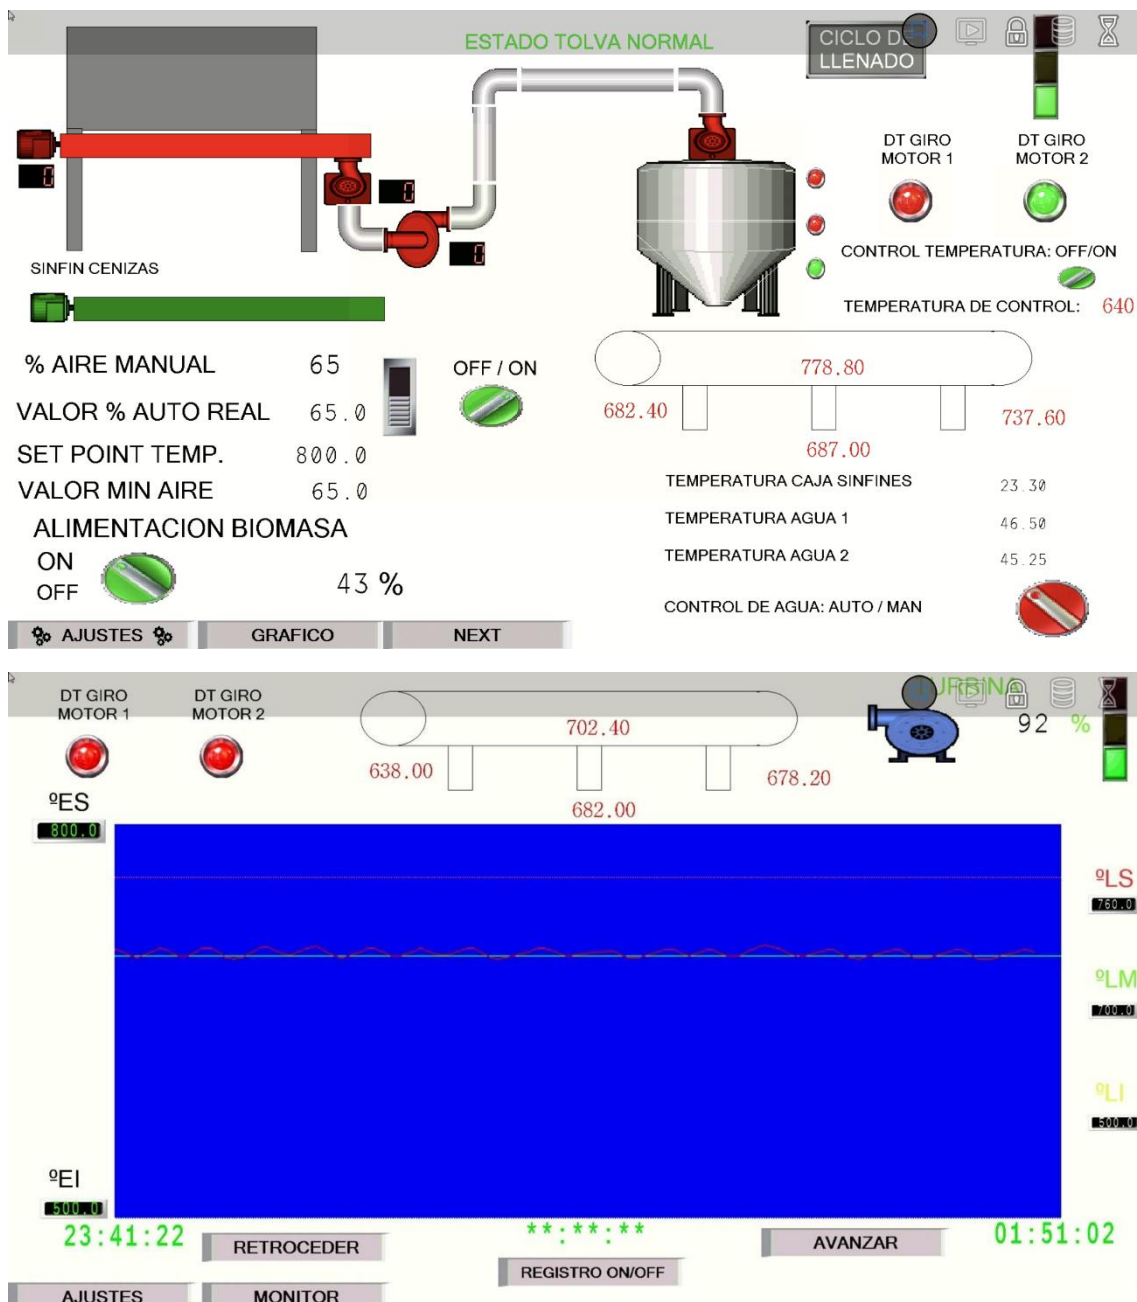 ESTADO TOLVA NORMAL
CICLO D
LLENADO
DT GIRO
MOTOR 1
DT GIRO
MOTOR 2
CONTROL TEMPERATURA: OFF/ON
TEMPERATURA DE CONTROL: 640
SINFIN CENIZAS
% AIRE MANUAL 65
OFF / ON
VALOR % AUTO REAL 65.0
SET POINT TEMP. 800.0
VALOR MIN AIRE 65.0
ALIMENTACION BIOMASA
ON
OFF
43 %
778.80
682.40
737.60
687.00
TEMPERATURA CAJA SINFINES 23.30
TEMPERATURA AGUA 1 46.50
TEMPERATURA AGUA 2 45.25
CONTROL DE AGUA: AUTO / MAN
AJUSTES
GRAFICO
NEXT
DT GIRO
MOTOR 1
DT GIRO
MOTOR 2
702.40
638.00
678.20
682.00
TURBINA
92 %
ºES
800.0
ºLS
760.0
ºLM
700.0
ºLI
500.0
ºEI
500.0
23:41:22
**:**:**
01:51:02
RETROCEDER
AVANZAR
REGISTRO ON/OFF
AJUSTES
MONITOR